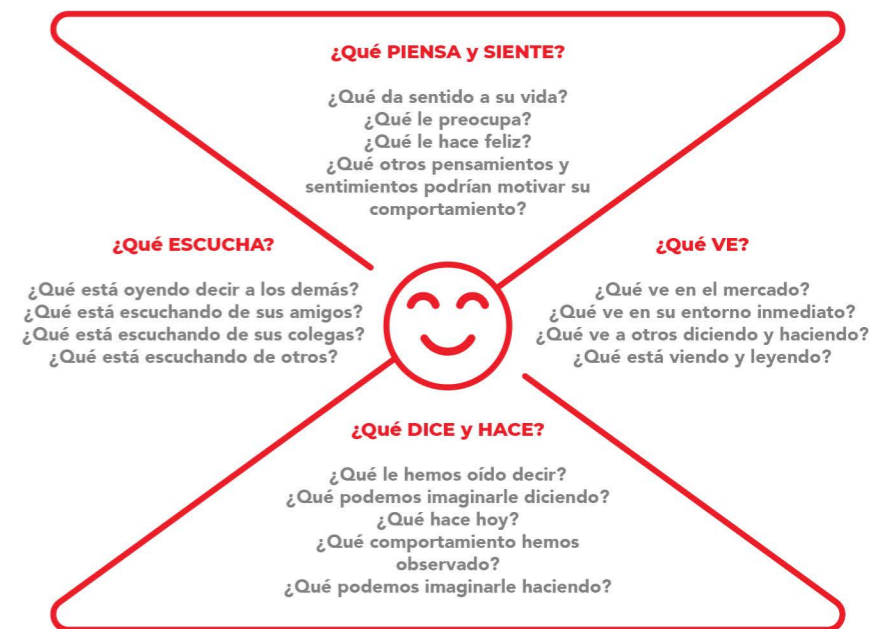 ¿Qué PIENSA y SIENTE?
¿Qué da sentido a su vida?
¿Qué le preocupa?
¿Qué le hace feliz?
¿Qué otros pensamientos y
sentimientos podrían motivar su
comportamiento?
¿Qué ESCUCHA?
¿Qué está oyendo decir a los demás?
¿Qué está escuchando de sus amigos?
¿Qué está escuchando de sus colegas?
¿Qué está escuchando de otros?
¿Qué VE?
¿Qué ve en el mercado?
¿Qué ve en su entorno inmediato?
¿Qué ve a otros diciendo y haciendo?
¿Qué está viendo y leyendo?
¿Qué DICE y HACE?
¿Qué le hemos oído decir?
¿Qué podemos imaginarle diciendo?
¿Qué hace hoy?
¿Qué comportamiento hemos
observado?
¿Qué podemos imaginarle haciendo?